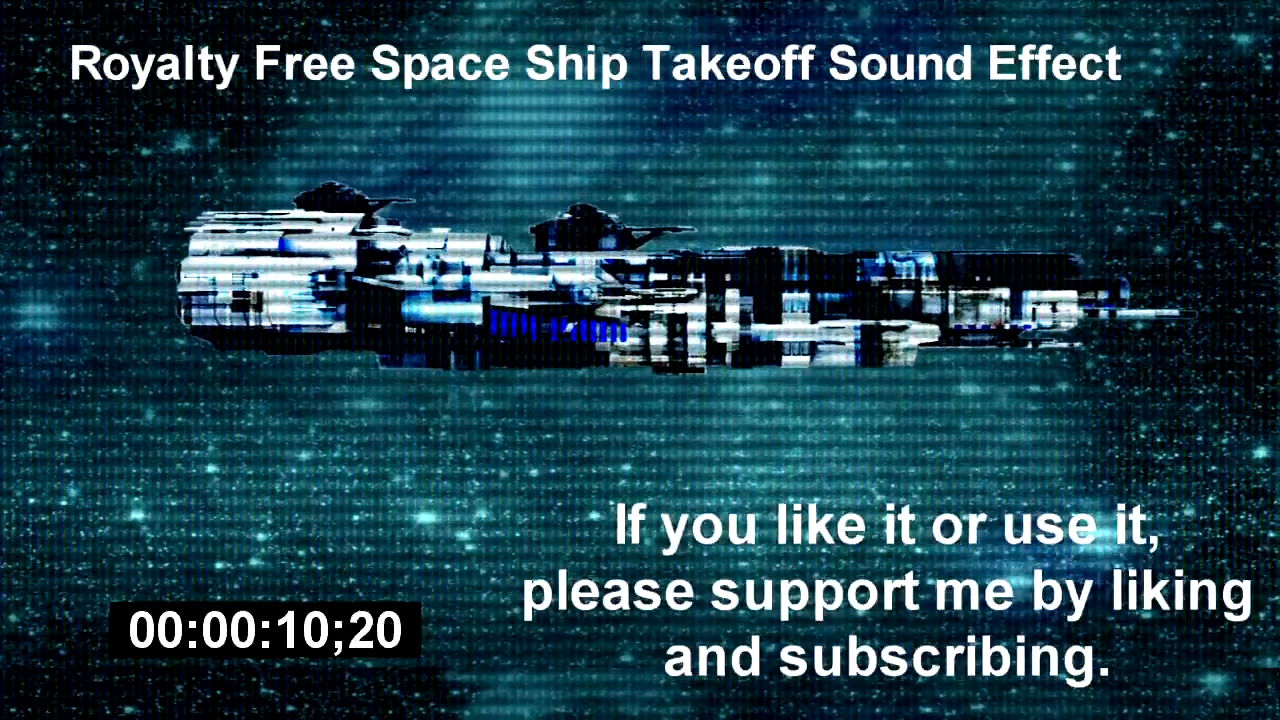 Royalty Free Space Ship Takeoff Sound Effect
If you like it or use it,
please support me by liking
and subscribing.
00:00:10;20